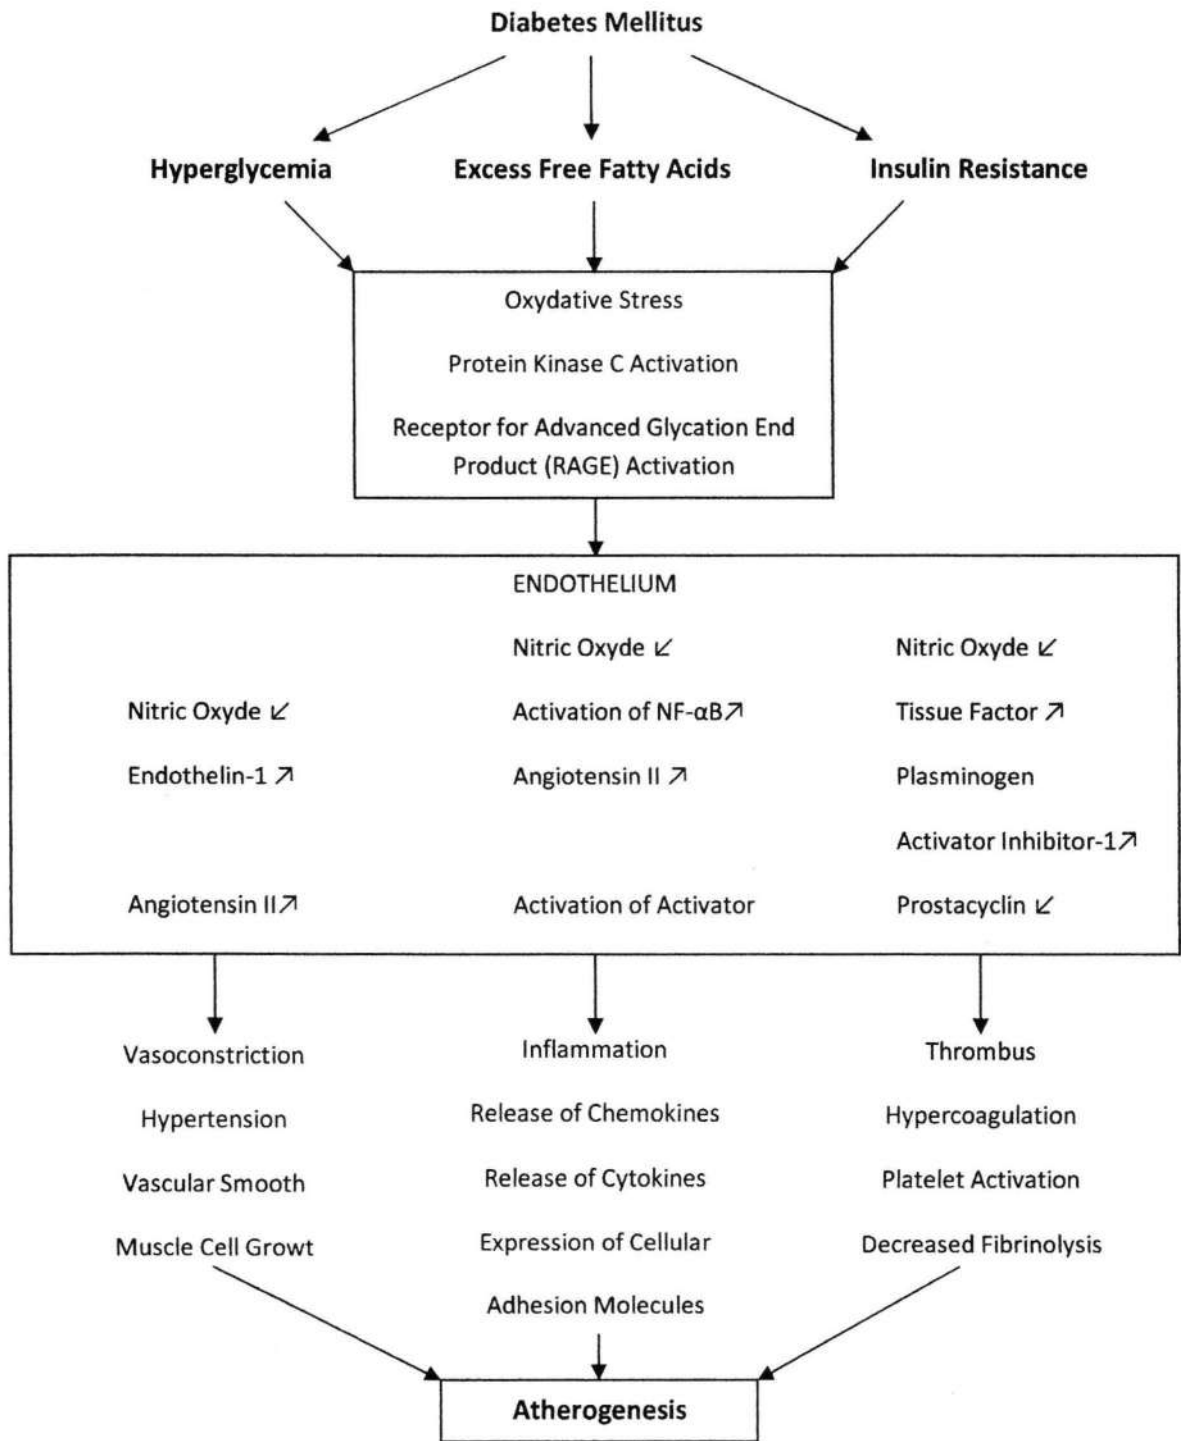 Diabetes Mellitus
Hyperglycemia
Excess Free Fatty Acids
Insulin Resistance
Oxydative Stress
Protein Kinase C Activation
Receptor for Advanced Glycation End
Product (RAGE) Activation
ENDOTHELIUM
Nitric Oxyde ↙
Endothelin-1 ↗
Angiotensin II↗
Nitric Oxyde ↙
Activation of NF-αB↗
Angiotensin II ↗
Activation of Activator
Nitric Oxyde ↙
Tissue Factor ↗
Plasminogen
Activator Inhibitor-1↗
Prostacyclin ↙
Vasoconstriction
Hypertension
Vascular Smooth
Muscle Cell Growt
Inflammation
Release of Chemokines
Release of Cytokines
Expression of Cellular
Adhesion Molecules
Thrombus
Hypercoagulation
Platelet Activation
Decreased Fibrinolysis
Atherogenesis